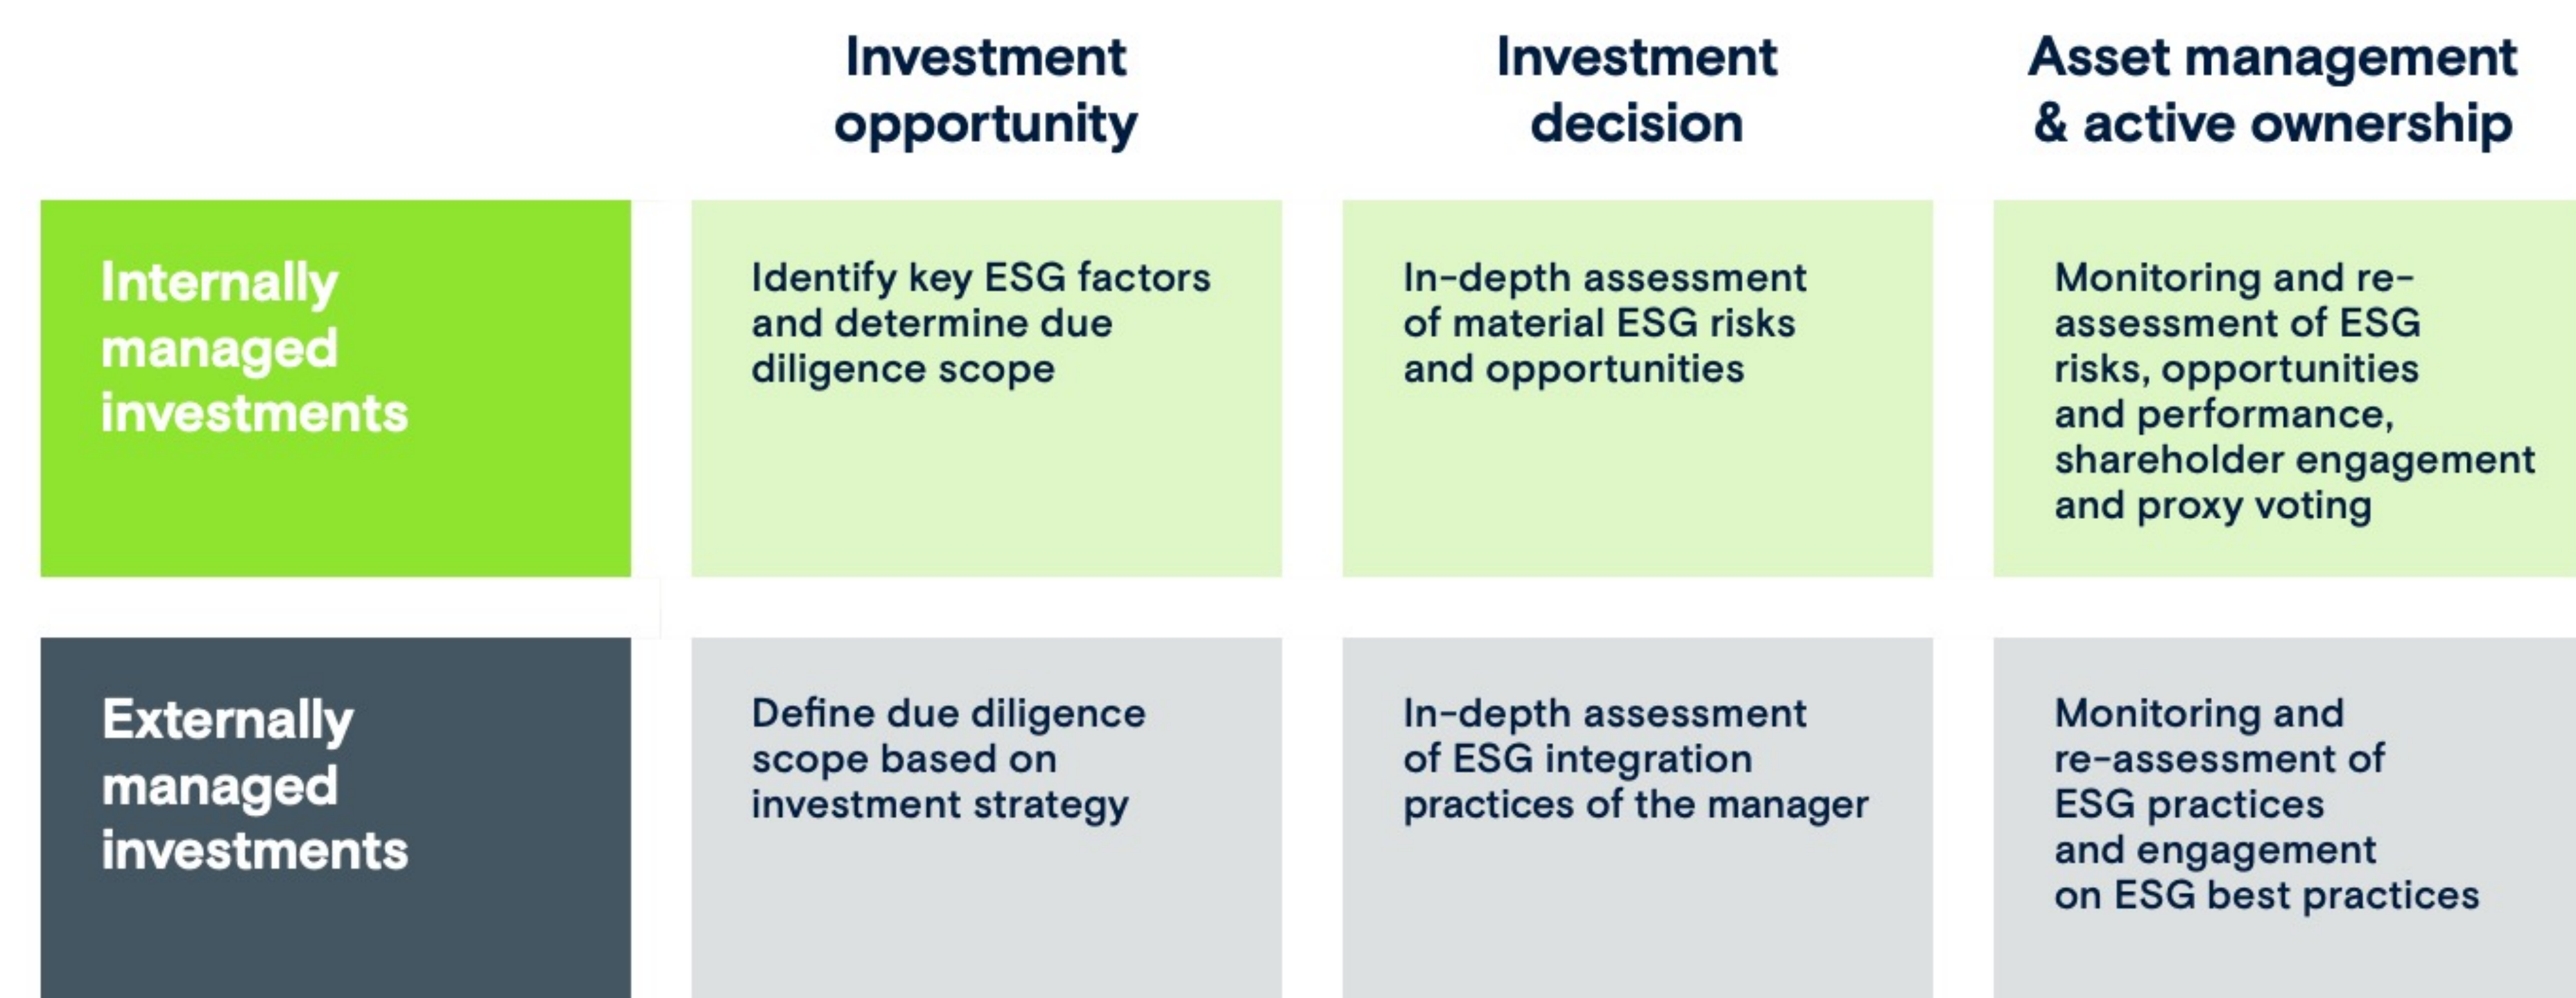 Investment
opportunity
Investment
decision
Asset management
& active ownership
Internally
managed
investments
Identify key ESG factors
and determine due
diligence scope
In-depth assessment
of material ESG risks
and opportunities
Monitoring and re-
assessment of ESG
risks, opportunities
and performance,
shareholder engagement
and proxy voting
Externally
managed
investments
Define due diligence
scope based on
investment strategy
In-depth assessment
of ESG integration
practices of the manager
Monitoring and
re-assessment of
ESG practices
and engagement
on ESG best practices